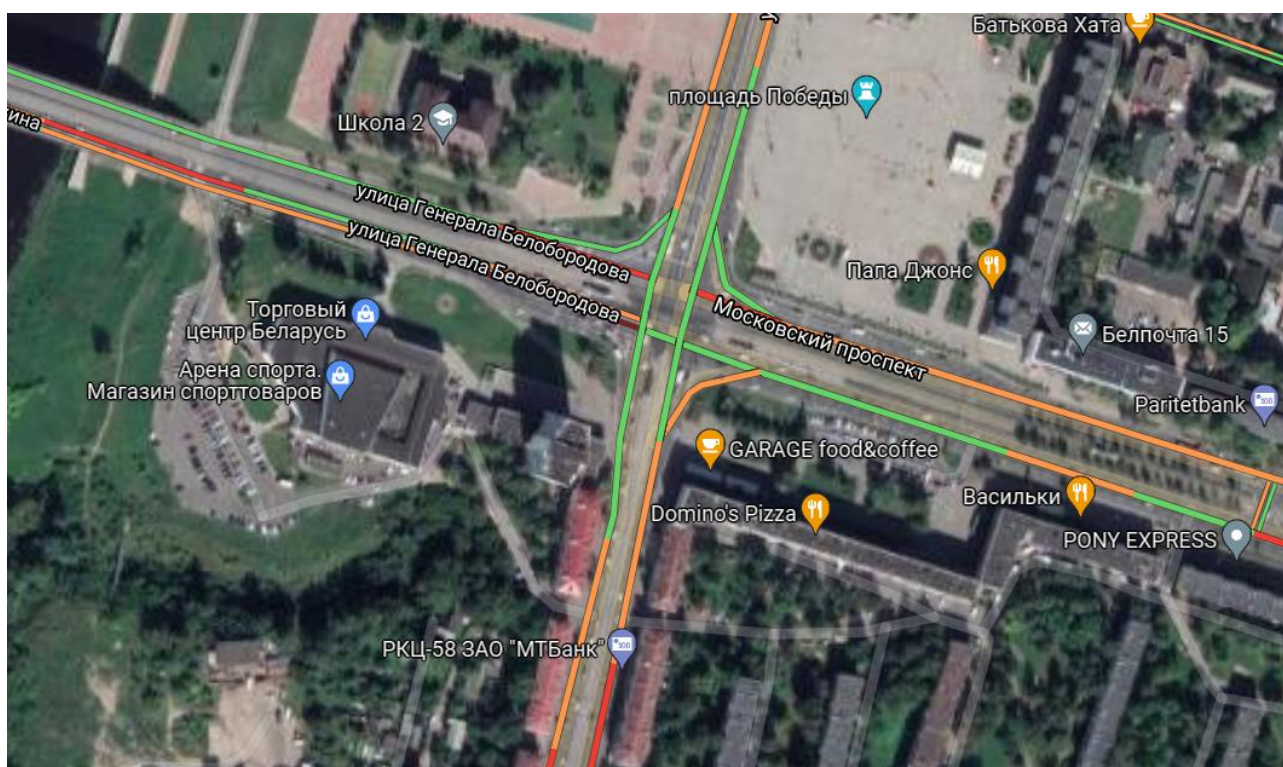 Батькова Хата
площадь Победы
Школа 2
кина
улица Генерала Белобородова
улица Генерала Белобородова
Папа Джонс
Московский проспект
Белпочта 15
Торговый
центр Беларусь
Арена спорта.
Магазин спорттоваров
Paritetbank
GARAGE food&coffee
Васильки
Domino's Pizza
PONY EXPRESS
РКЦ-58 ЗАО "МТБанк"